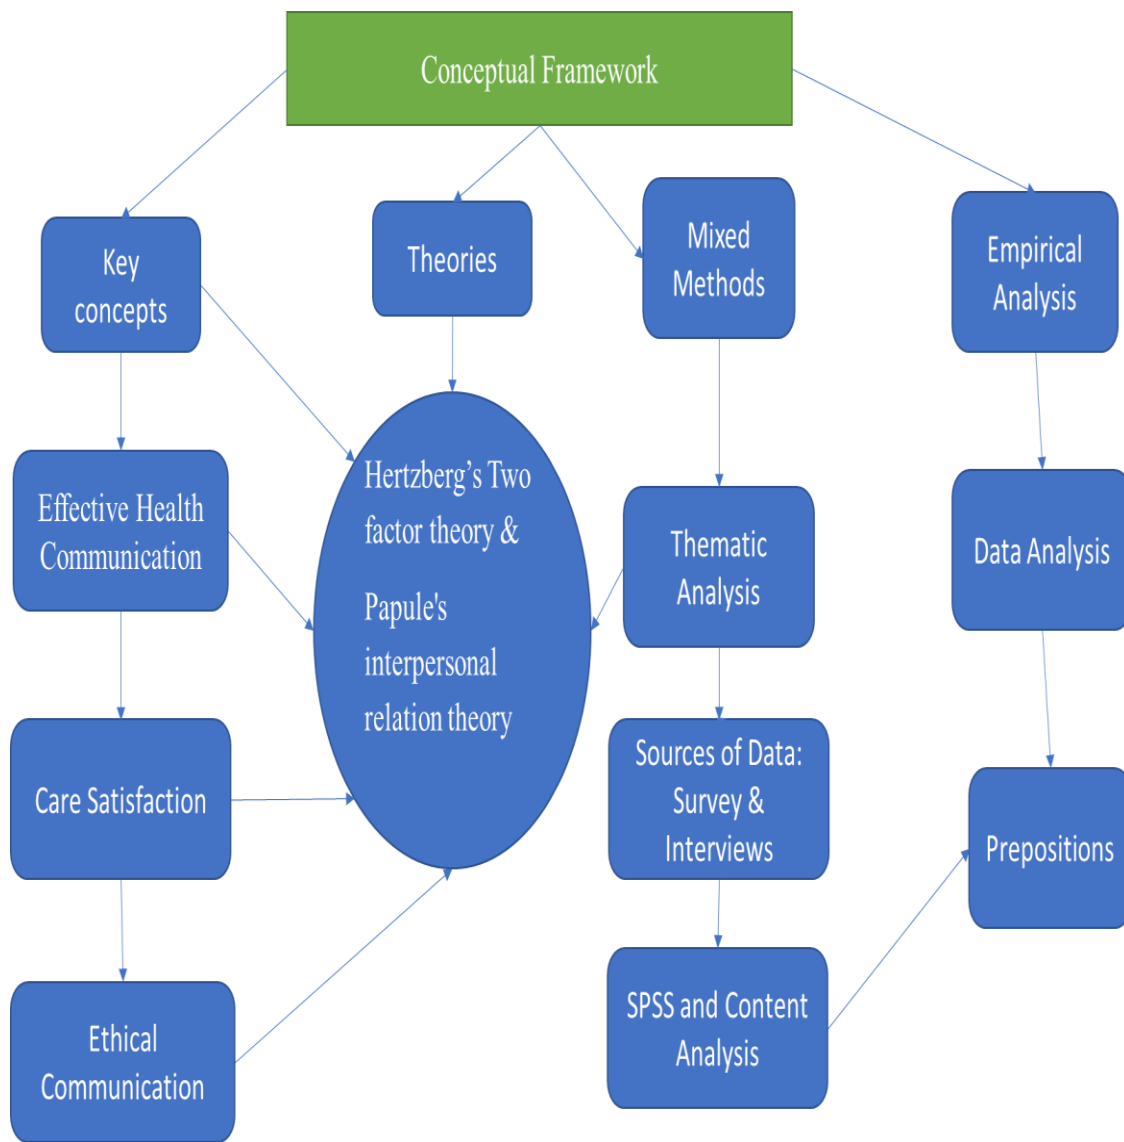 Conceptual Framework
Key
concepts
Theories
Mixed
Methods
Empirical
Analysis
Effective Health
Communication
Hertzberg’s Two
factor theory &
Papule's
interpersonal
relation theory
Thematic
Analysis
Data Analysis
Care Satisfaction
Sources of Data:
Survey &
Interviews
Prepositions
Ethical
Communication
SPSS and Content
Analysis